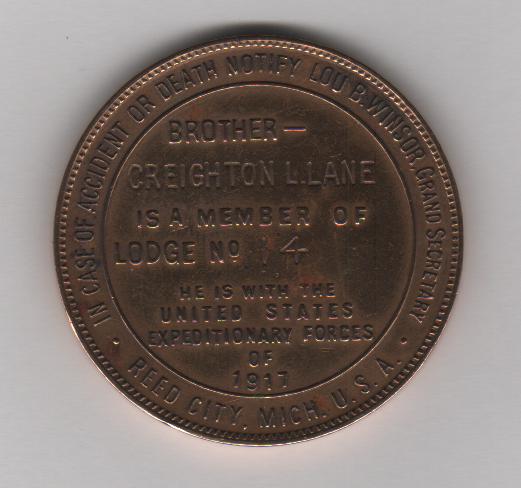 IN CASE OF ACCIDENT OR DEATH NOTIFY LOU B. WINSOR, GRAND SECRETARY
• REED CITY, MICH. U.S.A. •
BROTHER—
CREIGHTON L. LANE
IS A MEMBER OF
LODGE NO 14
HE IS WITH THE
UNITED STATES
EXPEDITIONARY FORCES
OF
1917